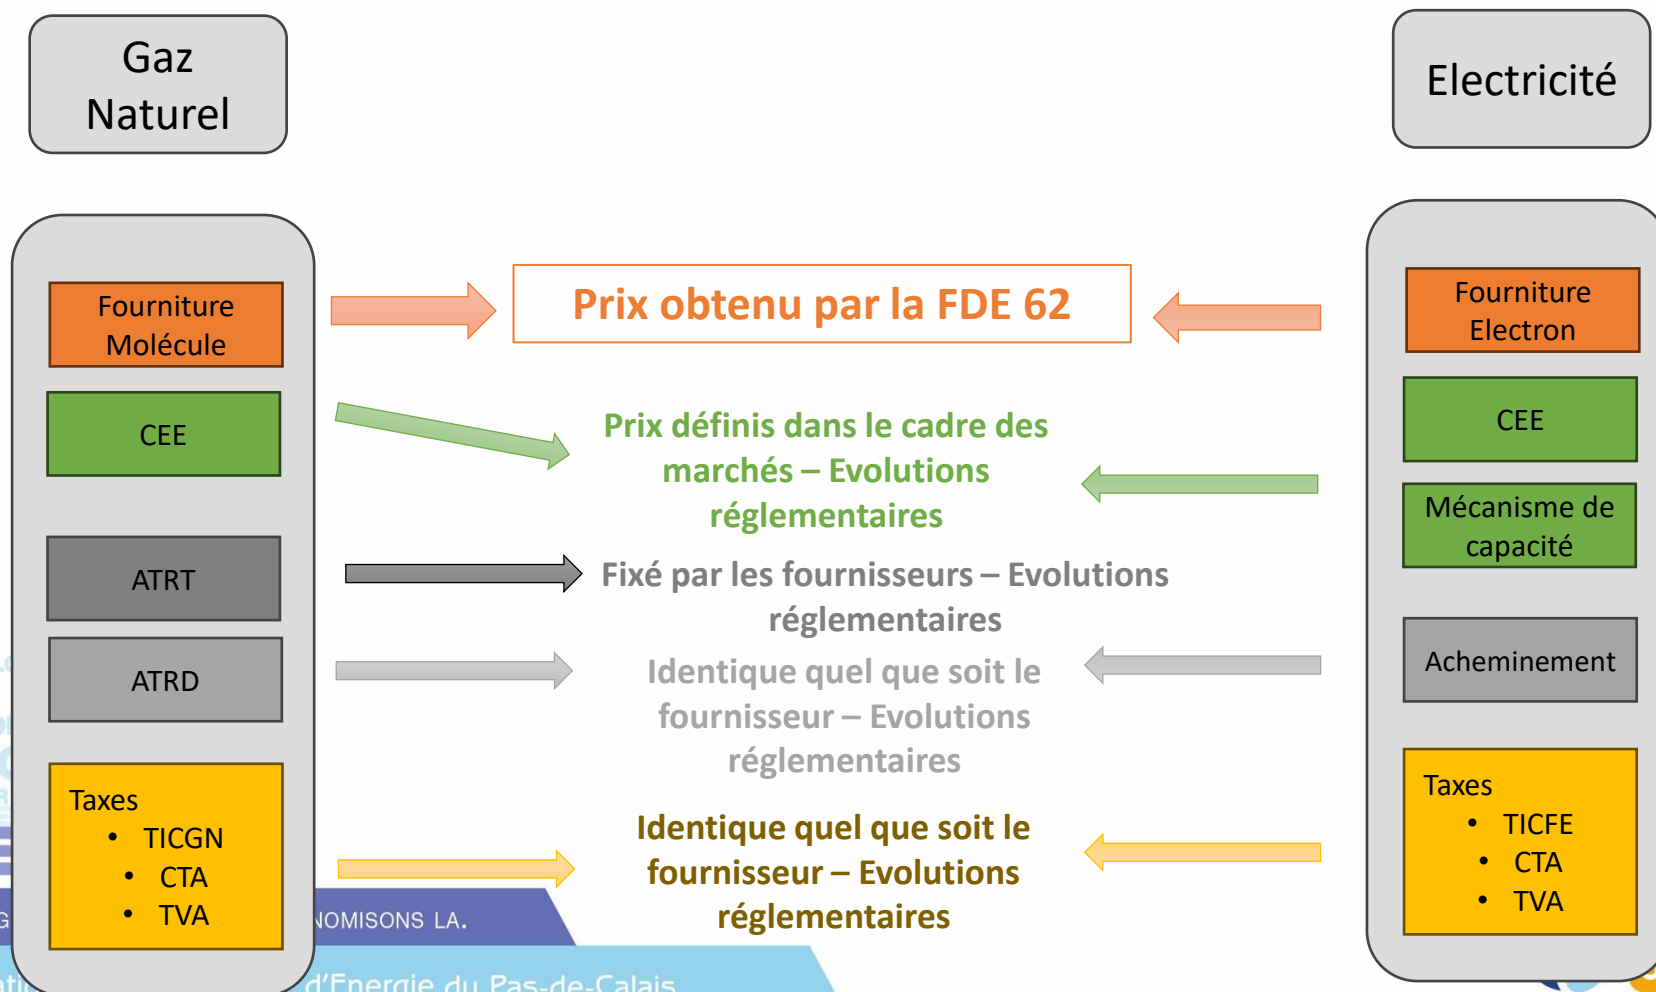 Gaz
Naturel
Electricité
Fourniture
Molécule
CEE
ATRT
ATRD
Taxes
• TICGN
• CTA
• TVA
Prix obtenu par la FDE 62
Prix définis dans le cadre des
marchés – Evolutions
réglementaires
Fixé par les fournisseurs – Evolutions
réglementaires
Identique quel que soit le
fournisseur – Evolutions
réglementaires
Identique quel que soit le
fournisseur – Evolutions
réglementaires
Fourniture
Electron
CEE
Mécanisme de
capacité
Acheminement
Taxes
• TICFE
• CTA
• TVA
NOMISONS LA.
d'Energie du Pas-de-Calais